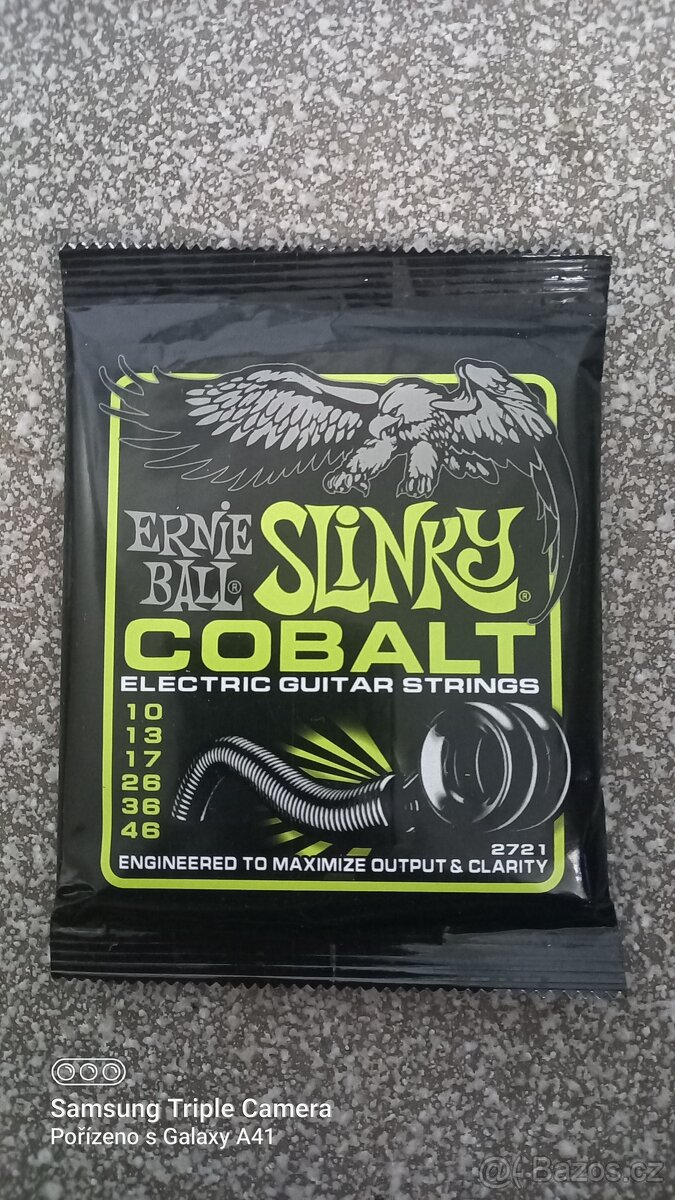 ERNIE BALL® SLINKY®
COBALT
ELECTRIC GUITAR STRINGS
10
13
17
26
36
46
2721
ENGINEERED TO MAXIMIZE OUTPUT & CLARITY
Samsung Triple Camera
Pořízeno s Galaxy A41
@ Bazos.cz